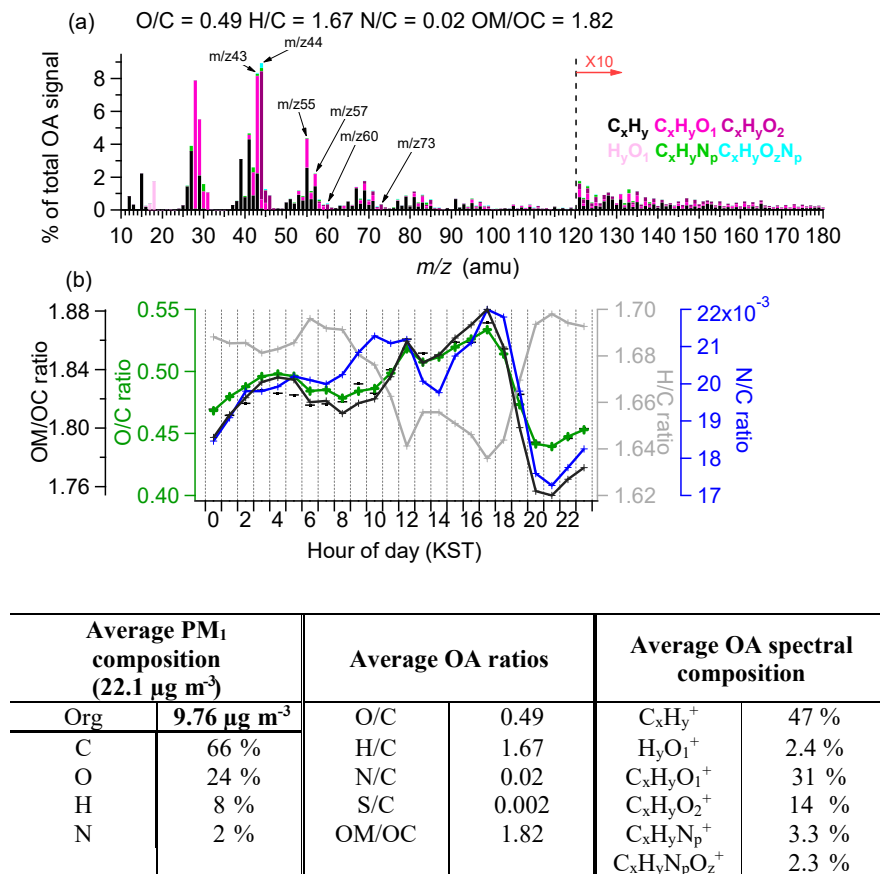 (a) O/C = 0.49 H/C = 1.67 N/C = 0.02 OM/OC = 1.82
% of total OA signal
8
6
4
2
0
m/z43
m/z44
m/z55
m/z57
m/z60
m/z73
X10
CxHy CxHyO1 CxHyO2
HyO1 CxHyNp CxHyOzNp
10 20 30 40 50 60 70 80 90 100 110 120 130 140 150 160 170 180
m/z (amu)
(b)
OM/OC ratio
1.88
1.84
1.80
1.76
O/C ratio
0.55
0.50
0.45
0.40
1.70
1.68
1.66
1.64
1.62
H/C ratio
22x10⁻³
21
20
19
18
17
N/C ratio
0 2 4 6 8 10 12 14 16 18 20 22
Hour of day (KST)
Average PM₁ composition (22.1 µg m⁻³) Average OA ratios Average OA spectral composition
Org 9.76 µg m⁻³ O/C 0.49 CxHy⁺ 47 %
C 66 % H/C 1.67 HyO1⁺ 2.4 %
O 24 % N/C 0.02 CxHyO1⁺ 31 %
H 8 % S/C 0.002 CxHyO2⁺ 14 %
N 2 % OM/OC 1.82 CxHyNp⁺ 3.3 %
CxHyNpOz⁺ 2.3 %